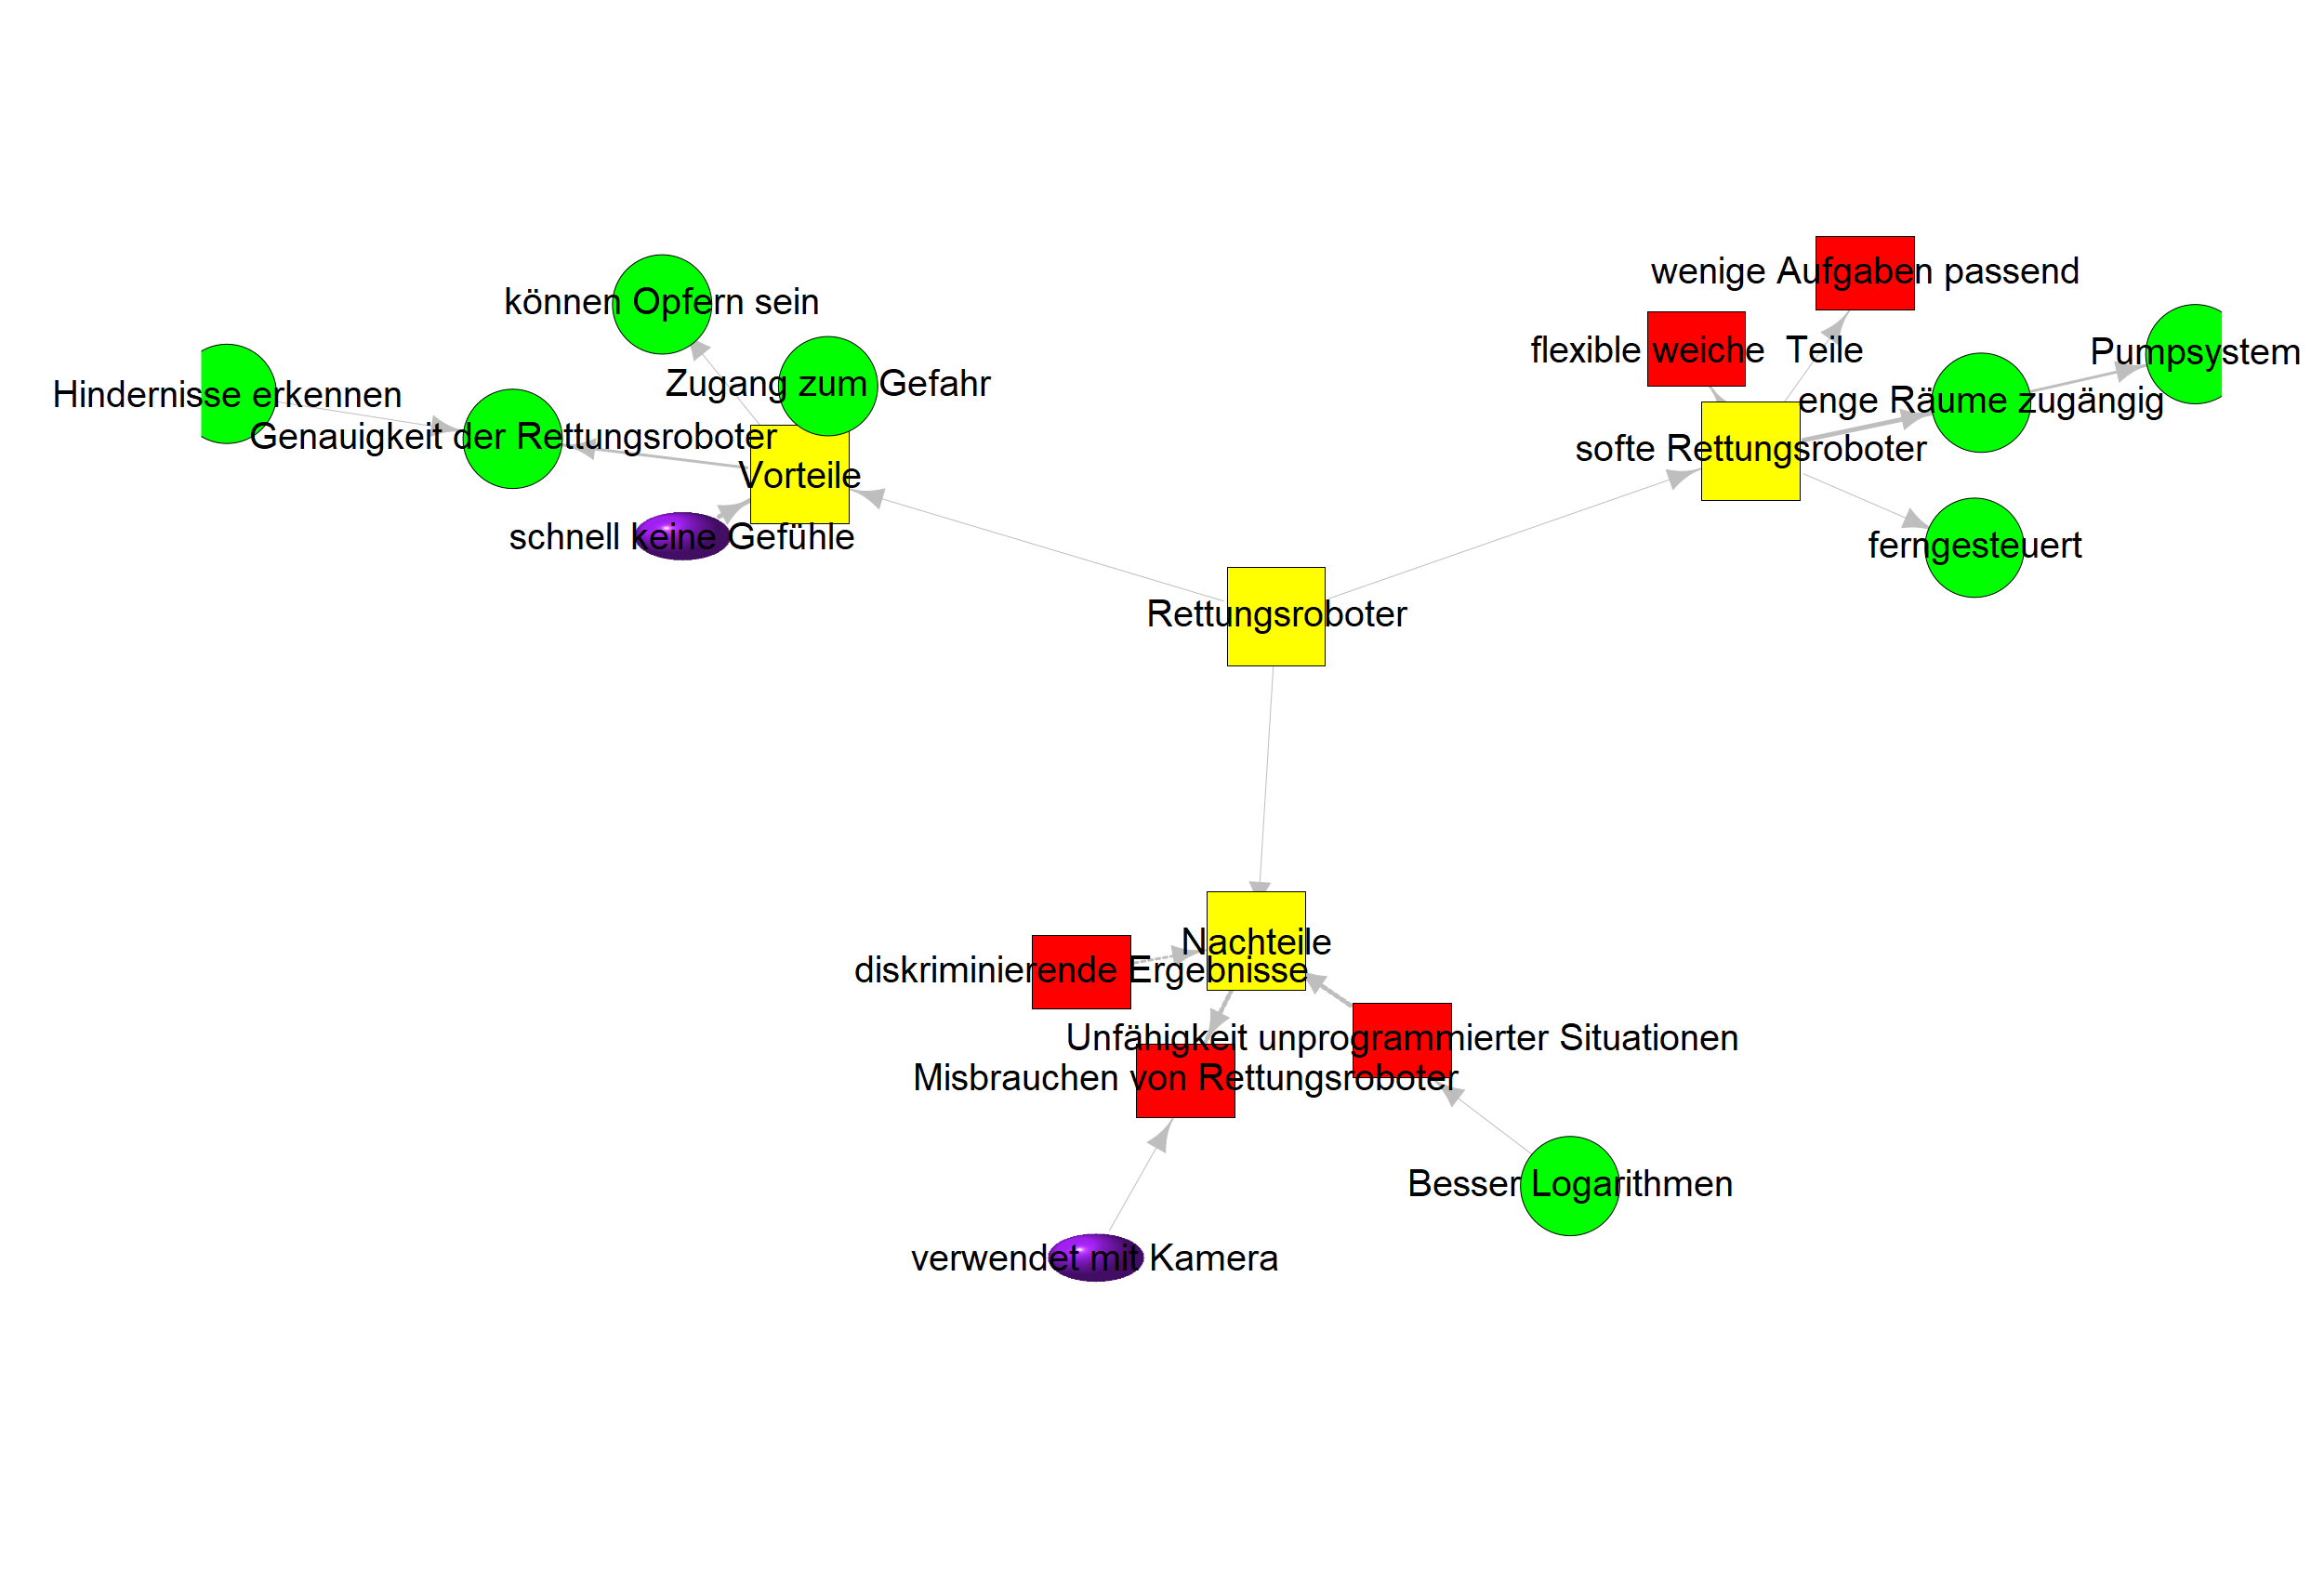 wenige Aufgaben passend
können Opfern sein
flexible weiche  Teile
Pumpsystem
Zugang zum Gefahr
Hindernisse erkennen
enge Räume zugängig
Genauigkeit der Rettungsroboter
softe Rettungsroboter
Vorteile
schnell keine Gefühle
ferngesteuert
Rettungsroboter
Nachteile
diskriminierende Ergebnisse
Unfähigkeit unprogrammierter Situationen
Misbrauchen von Rettungsroboter
Besser Logarithmen
verwendet mit Kamera